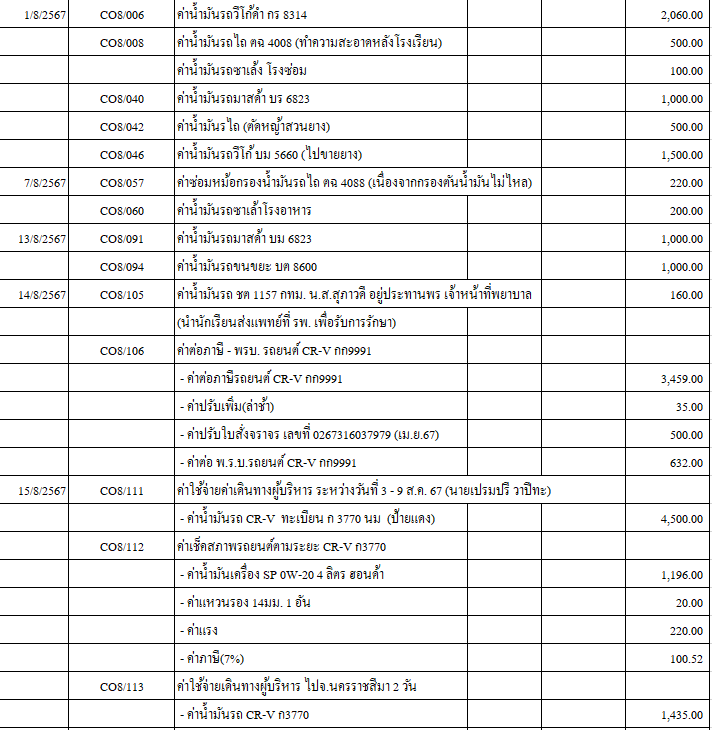 1/8/2567 CO8/006 ค่าน้ำมันรถวีโก้ดำ กร 8314 2,060.00
CO8/008 ค่าน้ำมันรถไถ ตฉ 4008 (ทำความสะอาดหลังโรงเรียน) 500.00
ค่าน้ำมันรถซาเล้ง โรงซ่อม 100.00
CO8/040 ค่าน้ำมันรถมาสด้า บร 6823 1,000.00
CO8/042 ค่าน้ำมันรไถ (ตัดหญ้าสวนยาง) 500.00
CO8/046 ค่าน้ำมันรถวีโก้ บม 5660 (ไปขายยาง) 1,500.00
7/8/2567 CO8/057 ค่าซ่อมหม้อกรองน้ำมันรถไถ ตฉ 4088 (เนื่องจากกรองตันน้ำมันไม่ไหล) 220.00
CO8/060 ค่าน้ำมันรถซาเล้าโรงอาหาร 200.00
13/8/2567 CO8/091 ค่าน้ำมันรถมาสด้า บม 6823 1,000.00
CO8/094 ค่าน้ำมันรถขนขยะ บต 8600 1,000.00
14/8/2567 CO8/105 ค่าน้ำมันรถ ชต 1157 กทม. น.ส.สุภาวดี อยู่ประทานพร เจ้าหน้าที่พยาบาล 160.00
(นำนักเรียนส่งแพทย์ที่ รพ. เพื่อรับการรักษา)
CO8/106 ค่าต่อภาษี - พรบ. รถยนต์ CR-V กก9991
- ค่าต่อภาษีรถยนต์ CR-V กก9991 3,459.00
- ค่าปรับเพิ่ม(ล่าช้า) 35.00
- ค่าปรับใบสั่งจราจร เลขที่ 0267316037979 (เม.ย.67) 500.00
- ค่าต่อ พ.ร.บ.รถยนต์ CR-V กก9991 632.00
15/8/2567 CO8/111 ค่าใช้จ่ายค่าเดินทางผู้บริหาร ระหว่างวันที่ 3 - 9 ส.ค. 67 (นายเปรมปรี วาปีทะ)
- ค่าน้ำมันรถ CR-V ทะเบียน ก 3770 นม (ป้ายแดง) 4,500.00
CO8/112 ค่าเช็คสภาพรถยนต์ตามระยะ CR-V ก3770
- ค่าน้ำมันเครื่อง SP 0W-20 4 ลิตร ฮอนด้า 1,196.00
- ค่าแหวนรอง 14มม. 1 อัน 20.00
- ค่าแรง 220.00
- ค่าภาษี(7%) 100.52
CO8/113 ค่าใช้จ่ายเดินทางผู้บริหาร ไปจ.นครราชสีมา 2 วัน
- ค่าน้ำมันรถ CR-V ก3770 1,435.00